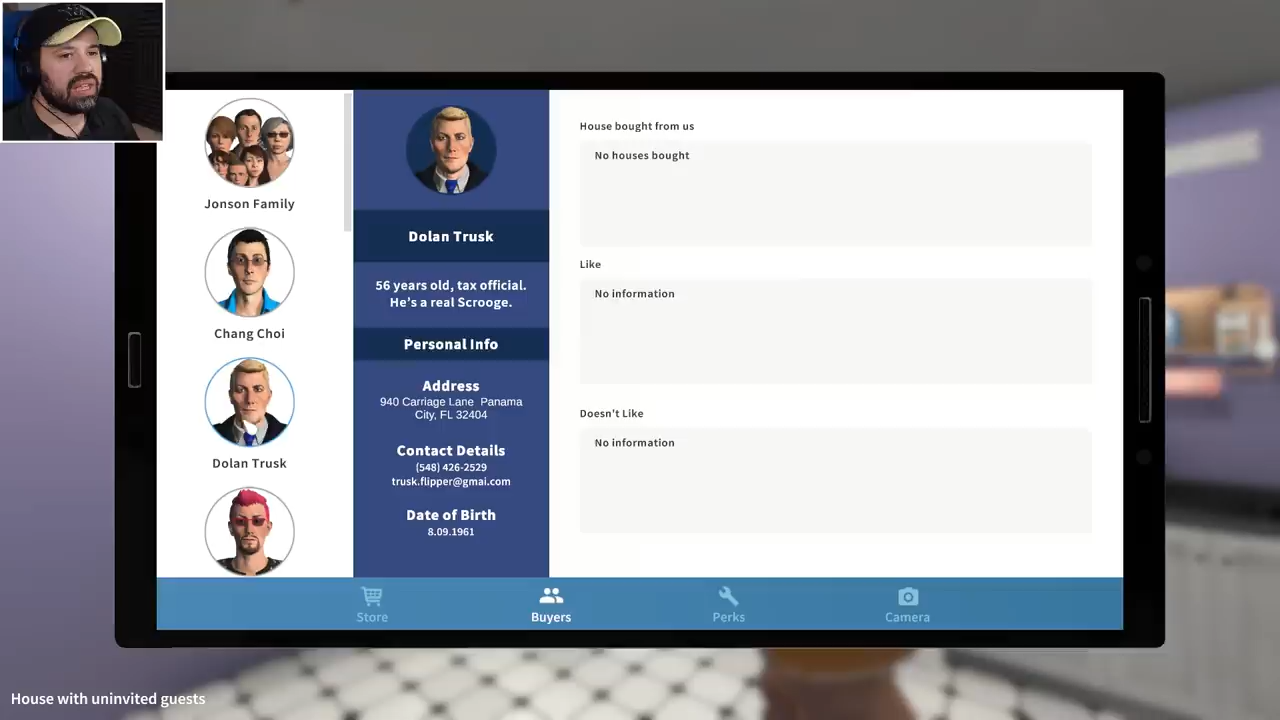 Jonson Family
Chang Choi
Dolan Trusk
Dolan Trusk
56 years old, tax official.
He's a real Scrooge.
Personal Info
Address
940 Carriage Lane Panama
City, FL 32404
Contact Details
(548) 426-2529
trusk.flipper@gmai.com
Date of Birth
8.09.1961
House bought from us
No houses bought
Like
No information
Doesn't Like
No information
Store
Buyers
Perks
Camera
House with uninvited guests